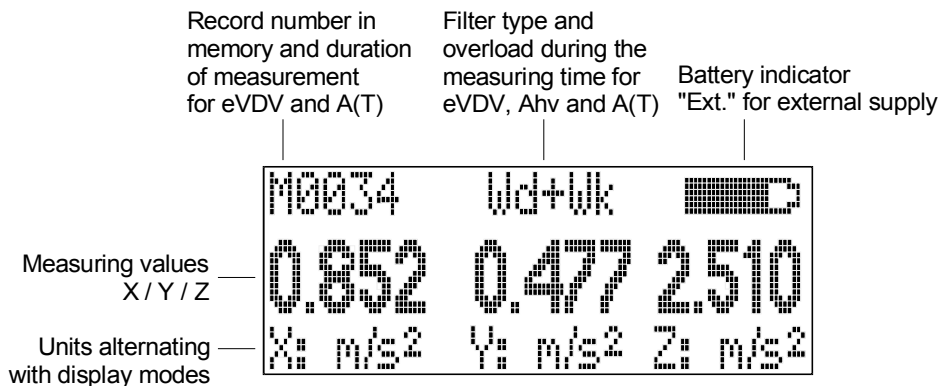 Record number in
memory and duration
of measurement
for eVDV and A(T)
Filter type and
overload during the
measuring time for
eVDV, Ahv and A(T)
Battery indicator
"Ext." for external supply
M0034 Wd+Wk
Measuring values
X / Y / Z
0.852 0.477 2.510
Units alternating
with display modes
X: m/s² Y: m/s² Z: m/s²